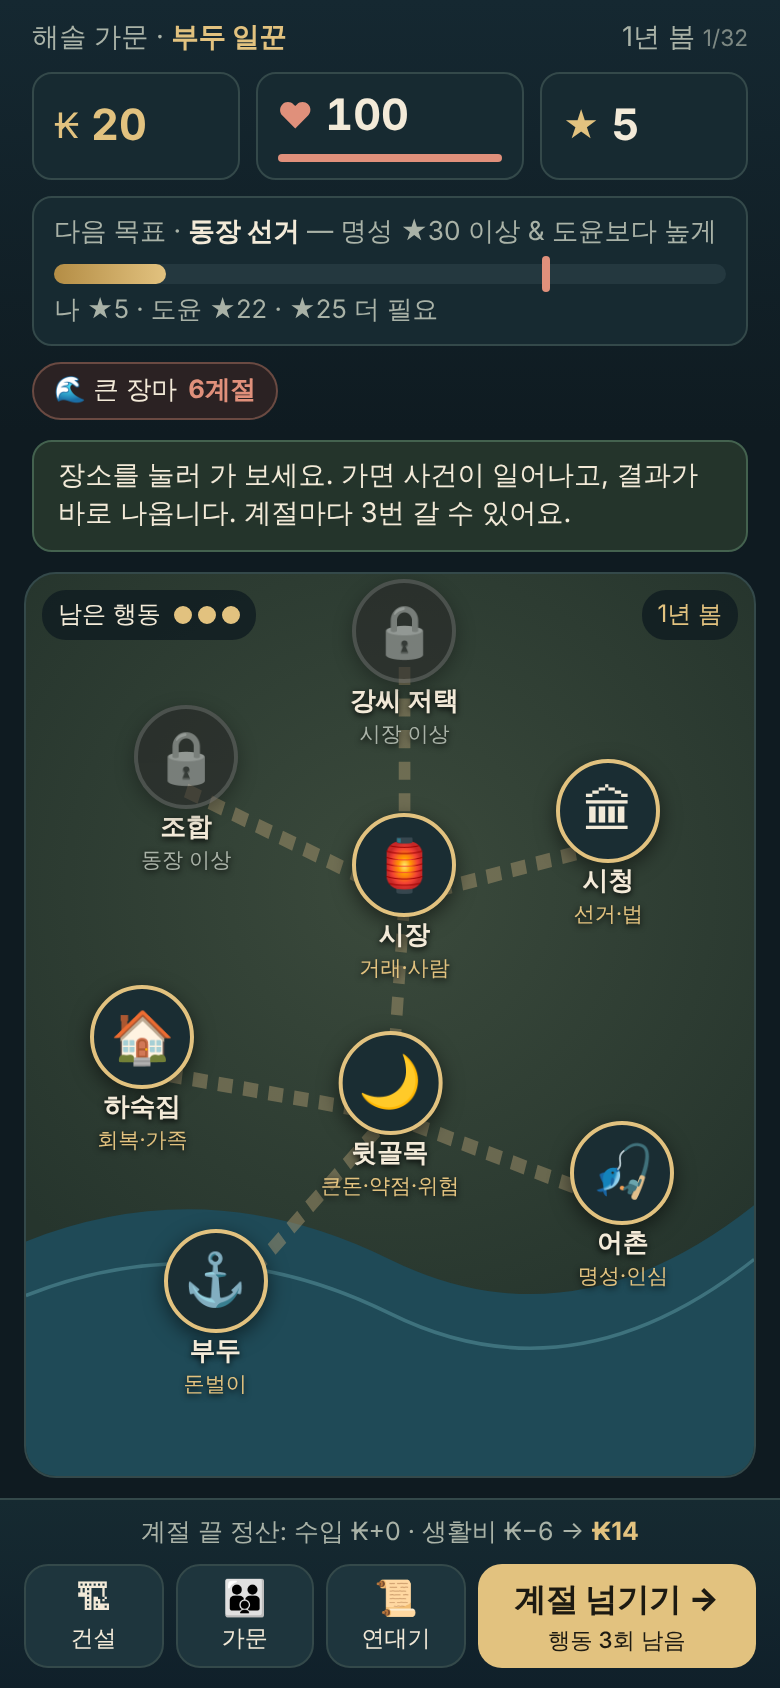 해솔 가문 · 부두 일꾼
1년 봄 1/32
₭ 20
♥ 100
★ 5
다음 목표 · 동장 선거 — 명성 ★30 이상 & 도윤보다 높게
나 ★5 · 도윤 ★22 · ★25 더 필요
🌊 큰 장마 6계절
장소를 눌러 가 보세요. 가면 사건이 일어나고, 결과가
바로 나옵니다. 계절마다 3번 갈 수 있어요.
남은 행동
1년 봄
강씨 저택
시장 이상
조합
동장 이상
시청
선거·법
시장
거래·사람
하숙집
회복·가족
뒷골목
큰돈·약점·위험
어촌
명성·인심
부두
돈벌이
계절 끝 정산: 수입 ₭+0 · 생활비 ₭−6 → ₭14
건설
가문
연대기
계절 넘기기 →
행동 3회 남음